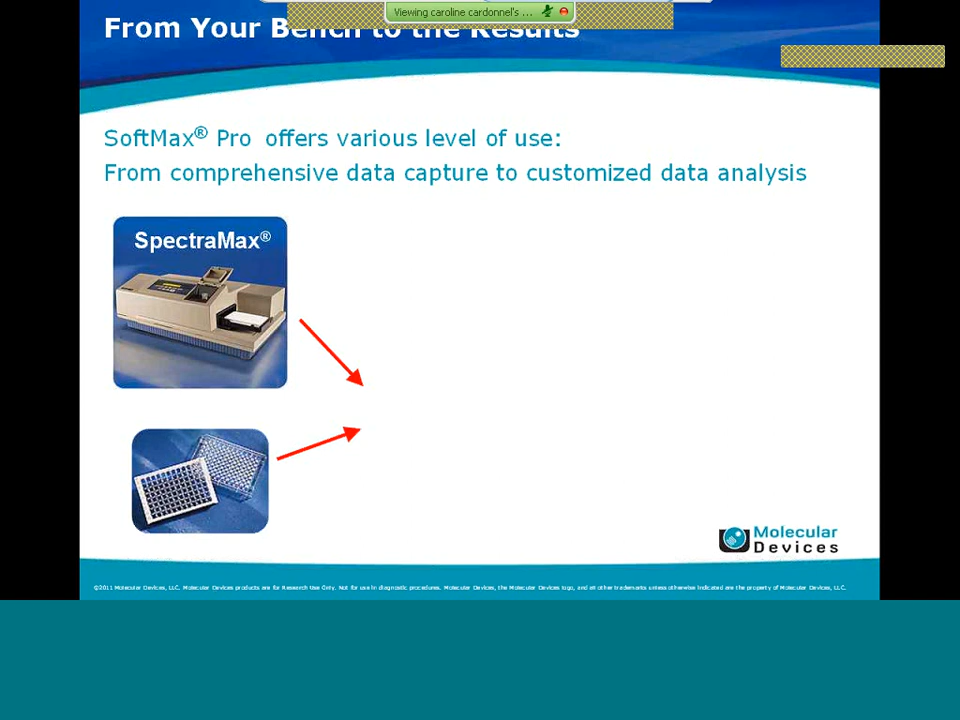 Viewing caroline cardonnel's ...
From Your Bench to the Results
SoftMax® Pro offers various level of use:
From comprehensive data capture to customized data analysis
SpectraMax®
Molecular
Devices
©2011 Molecular Devices, LLC. Molecular Devices products are for Research Use Only. Not for use in diagnostic procedures. Molecular Devices, the Molecular Devices logo, and all other trademarks unless otherwise indicated are the property of Molecular Devices, LLC.